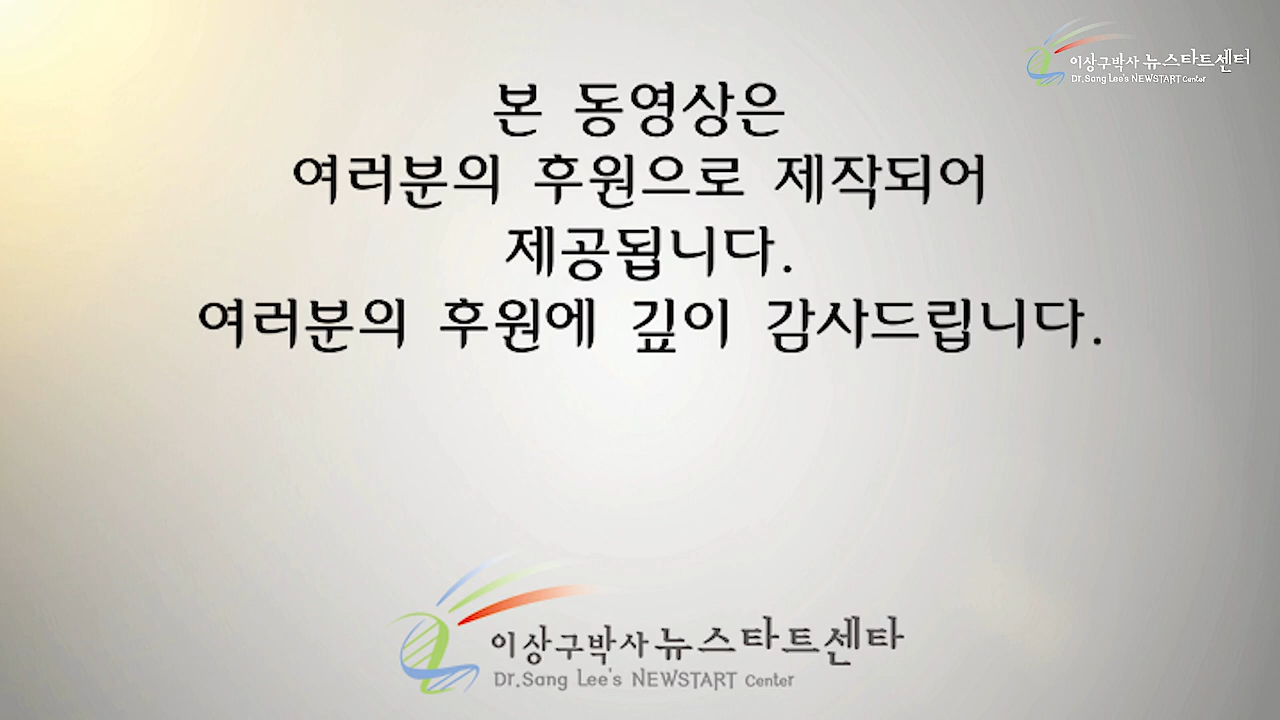 이상구박사 뉴스타트센터
Dr.Sang Lee's NEWSTART Center
본 동영상은
여러분의 후원으로 제작되어
제공됩니다.
여러분의 후원에 깊이 감사드립니다.
이상구박사 뉴스타트센타
Dr.Sang Lee's NEWSTART Center